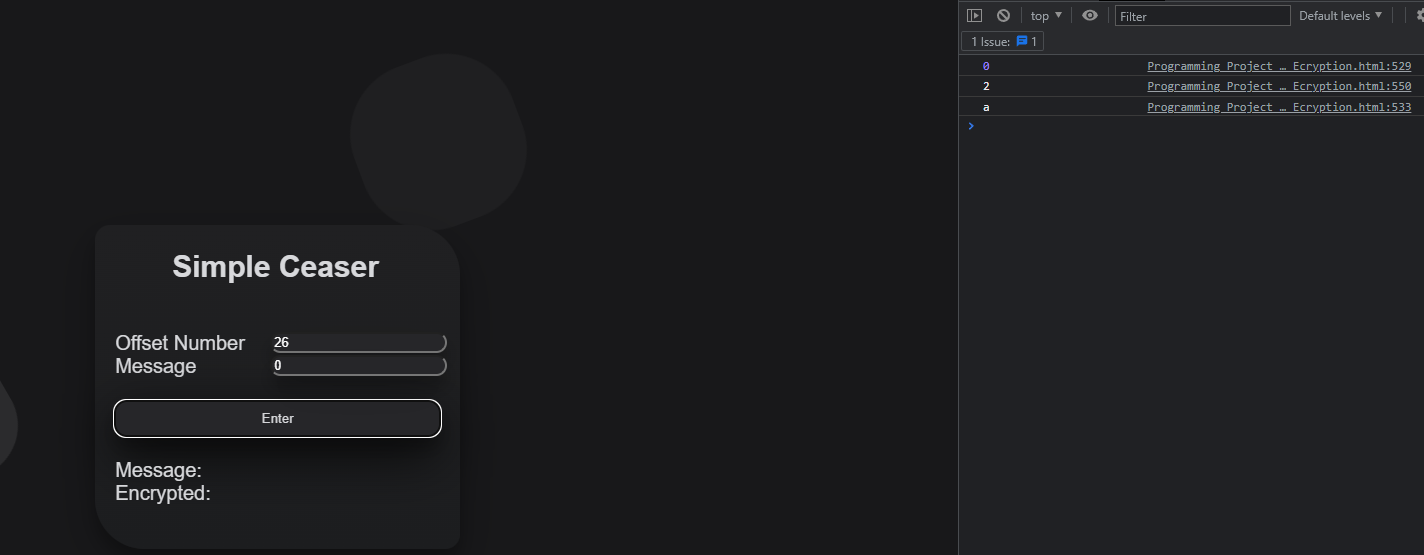 Simple Ceaser
Offset Number 26
Message 0
Enter
Message:
Encrypted:
top Filter Default levels
1 Issue: 1
0 Programming Project … Ecryption.html:529
2 Programming Project … Ecryption.html:550
a Programming Project … Ecryption.html:533